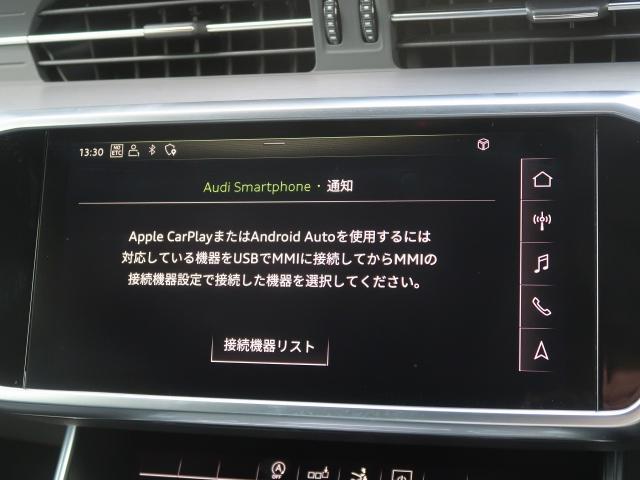 13:30 NO ETC
Audi Smartphone・通知
Apple CarPlayまたはAndroid Autoを使用するには
対応している機器をUSBでMMIに接続してからMMIの
接続機器設定で接続した機器を選択してください。
接続機器リスト
A
OFF